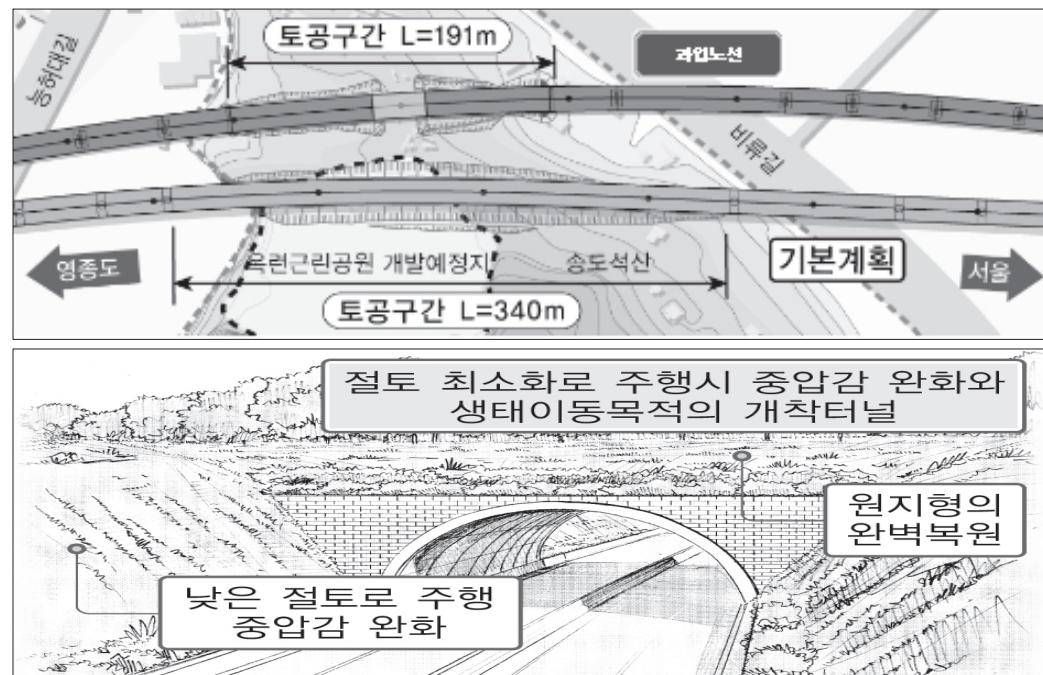 토공구간 L=191m
과업노선
능허대길
비류길
영종도
옥련근린공원 개발예정지
송도석산
기본계획
서울
토공구간 L=340m
절토 최소화로 주행시 중압감 완화와
생태이동목적의 개착터널
원지형의
완벽복원
낮은 절토로 주행
중압감 완화